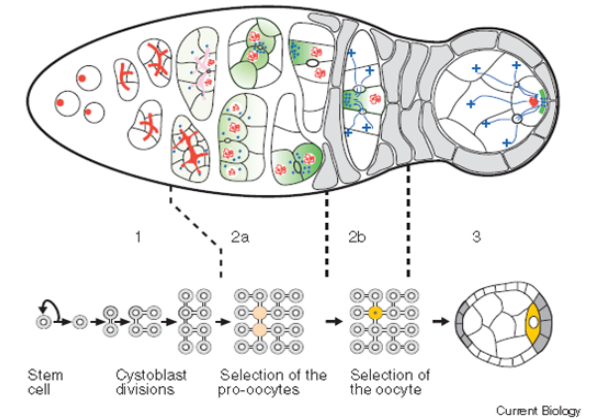 1 2a 2b 3
Stem cell
Cystoblast divisions
Selection of the pro-oocytes
Selection of the oocyte
Current Biology